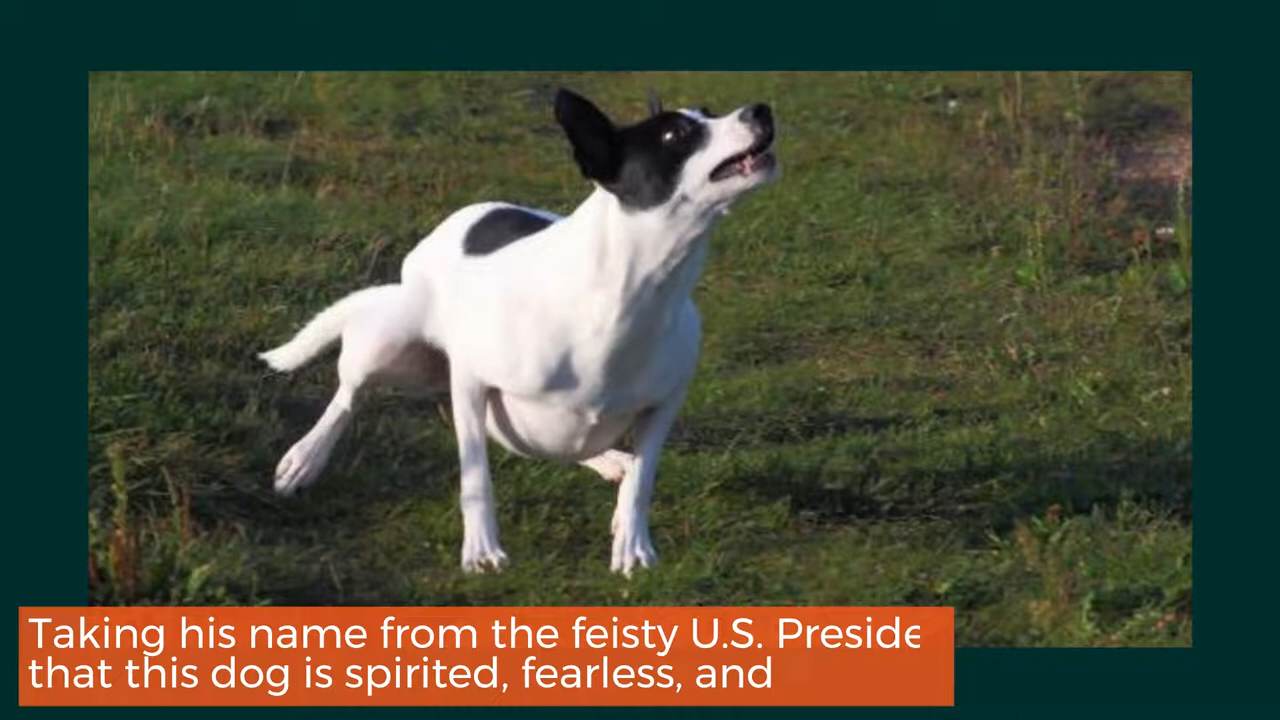 Taking his name from the feisty U.S. Preside
that this dog is spirited, fearless, and